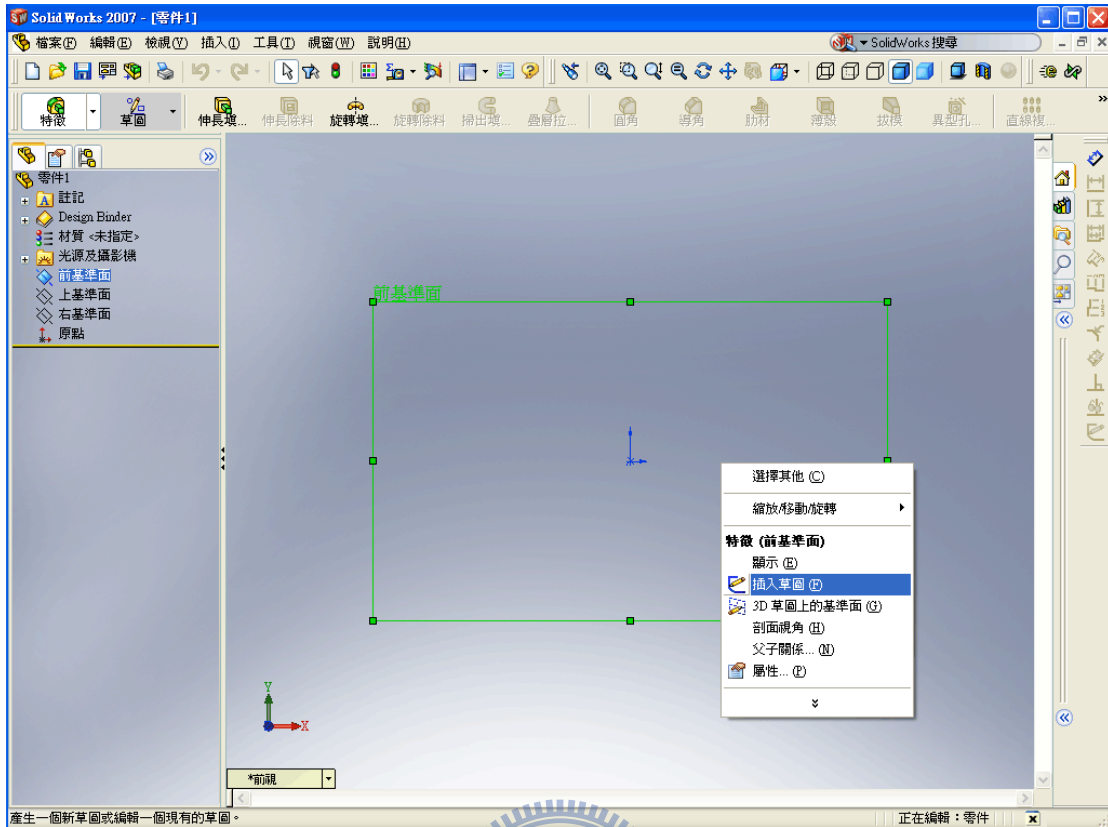 SolidWorks 2007 - [零件1]
檔案(F) 編輯(E) 檢視(V) 插入(I) 工具(T) 視窗(W) 說明(H) SolidWorks 搜尋
特徵 草圖 伸長填... 伸長除料 旋轉填... 旋轉除料 掃出填... 疊層拉... 圓角 導角 肋材 薄殼 拔模 異型孔... 直線複...
零件1
註記
Design Binder
材質 <未指定>
光源及攝影機
前基準面
上基準面
右基準面
原點
前基準面
選擇其他 (C)
縮放/移動/旋轉
特徵 (前基準面)
顯示 (E)
插入草圖 (F)
3D 草圖上的基準面 (G)
剖面視角 (H)
父子關係... (N)
屬性... (P)
Y
X
*前視
產生一個新草圖或編輯一個現有的草圖。 正在編輯：零件